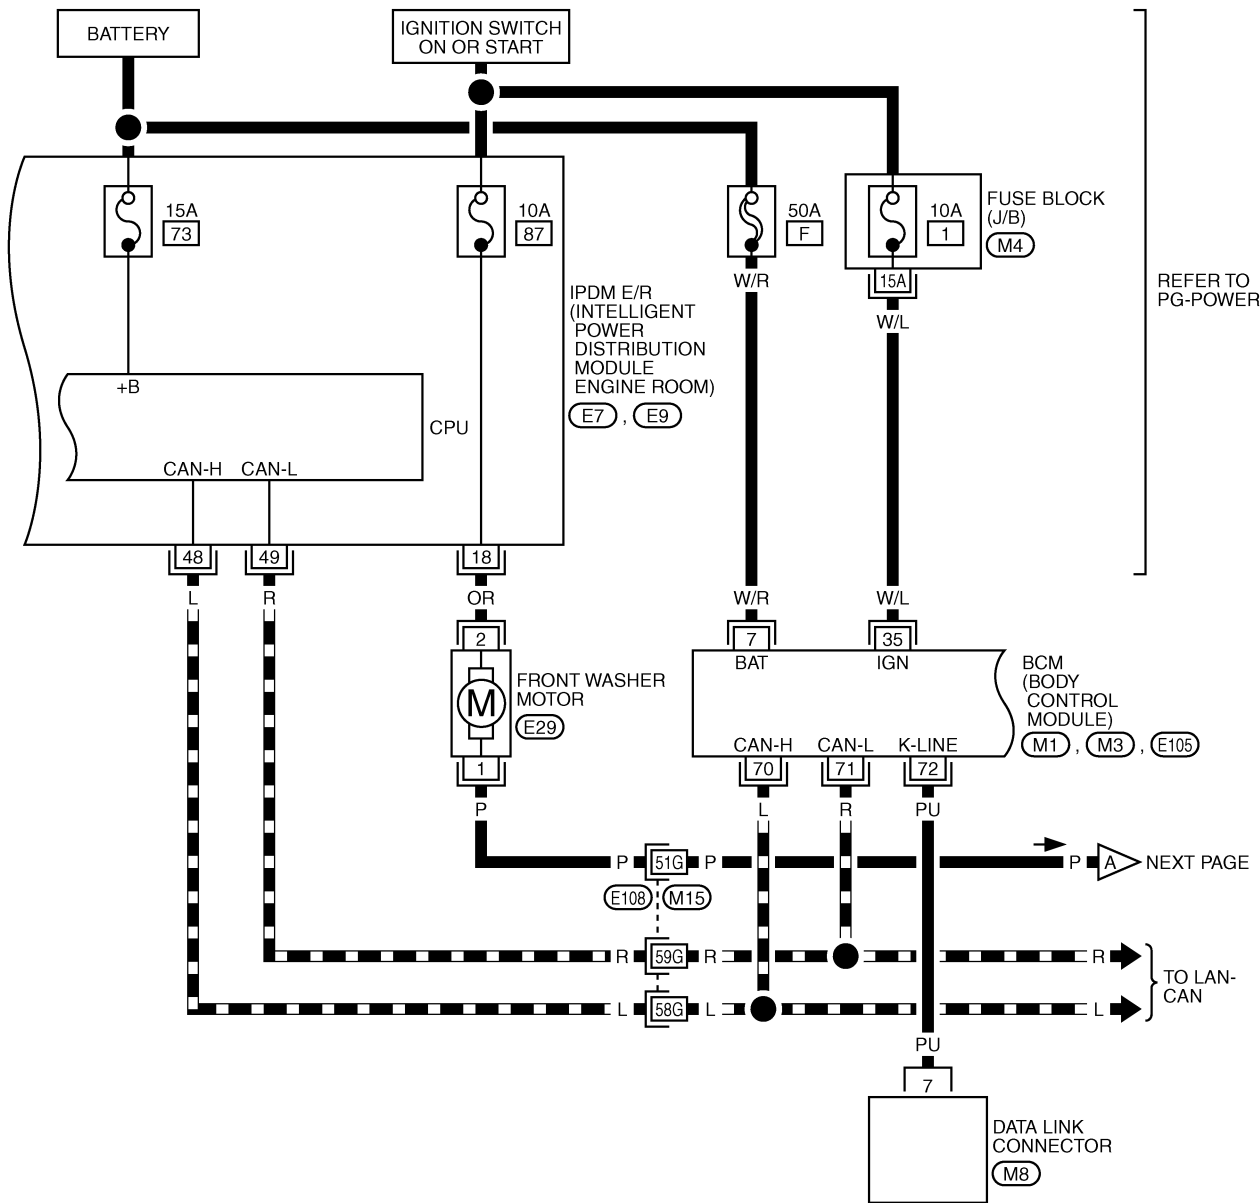 BATTERY
IGNITION SWITCH
ON OR START
15A
73
10A
87
50A
F
10A
1
FUSE BLOCK
(J/B)
M4
W/R
15A
W/L
REFER TO
PG-POWER
IPDM E/R
(INTELLIGENT
POWER
DISTRIBUTION
MODULE
ENGINE ROOM)
E7 , E9
+B
CPU
CAN-H CAN-L
48 49 18
L R OR
W/R W/L
2
7 35
BAT IGN
BCM
(BODY
CONTROL
MODULE)
M1 , M3 , E105
M
FRONT WASHER
MOTOR
E29
CAN-H CAN-L K-LINE
1
70 71 72
P
L R PU
P 51G P
P A NEXT PAGE
E108 M15
R 59G R R
L 58G L L
TO LAN-
CAN
PU
7
DATA LINK
CONNECTOR
M8